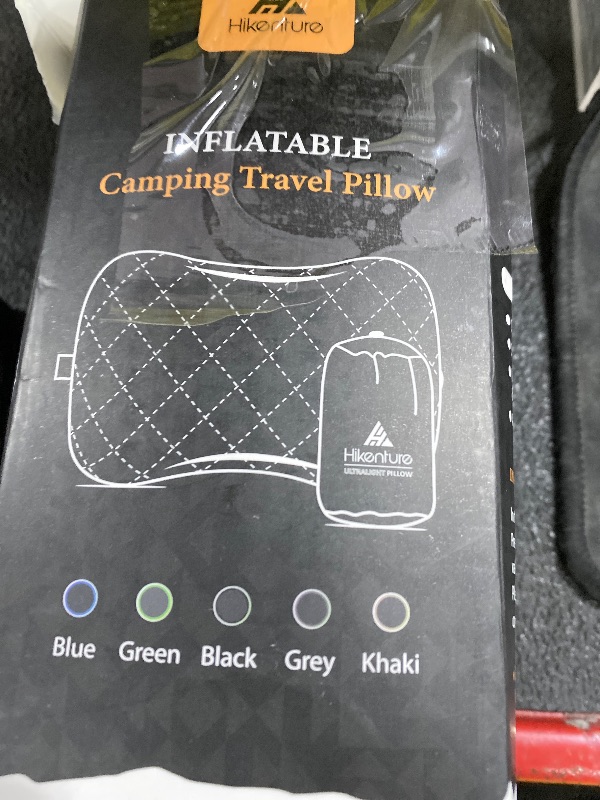 Hikenture
INFLATABLE
Camping Travel Pillow
Hikenture
ULTRALIGHT PILLOW
Blue Green Black Grey Khaki